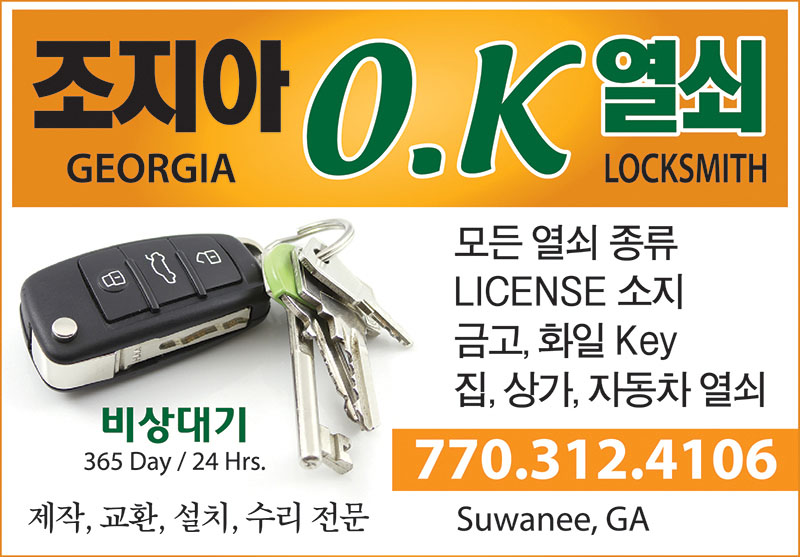 조지아 O.K 열쇠
GEORGIA LOCKSMITH
모든 열쇠 종류
LICENSE 소지
금고, 화일 Key
집, 상가, 자동차 열쇠
비상대기
365 Day / 24 Hrs.
770.312.4106
제작, 교환, 설치, 수리 전문
Suwanee, GA